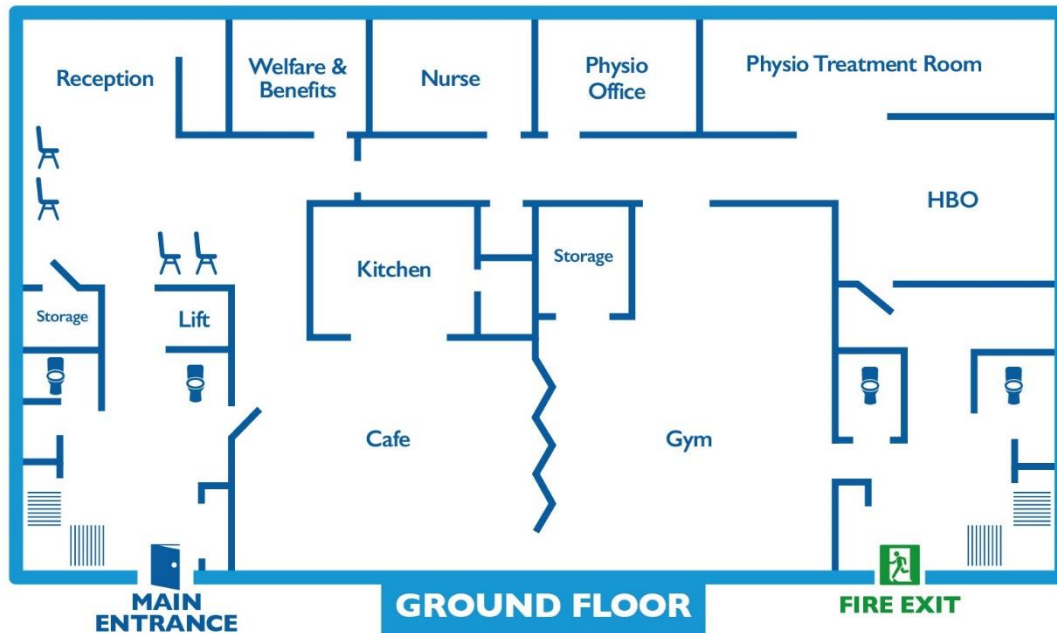 Reception
Welfare &
Benefits
Nurse
Physio
Office
Physio Treatment Room
HBO
Kitchen
Storage
Storage
Lift
Cafe
Gym
MAIN
ENTRANCE
GROUND FLOOR
FIRE EXIT